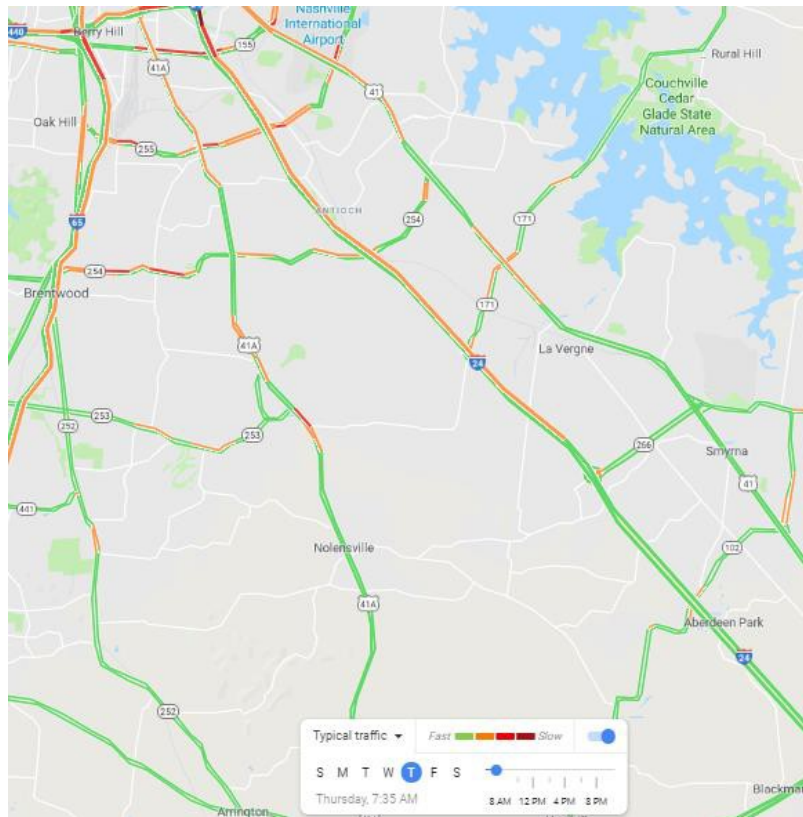 Nashville
International
Airport
440
Berry Hill
155
41A
Rural Hill
41
Couchville
Cedar
Glade State
Natural Area
Oak Hill
255
65
ANTIOCH
254
171
254
Brentwood
171
41A
La Vergne
24
253
252
253
266
Smyrna
41
441
Nolensville
102
41A
Aberdeen Park
24
252
Typical traffic
Fast
Slow
S M T W T F S
Thursday, 7:35 AM
8 AM 12 PM 4 PM 8 PM
Blackman
Arrington